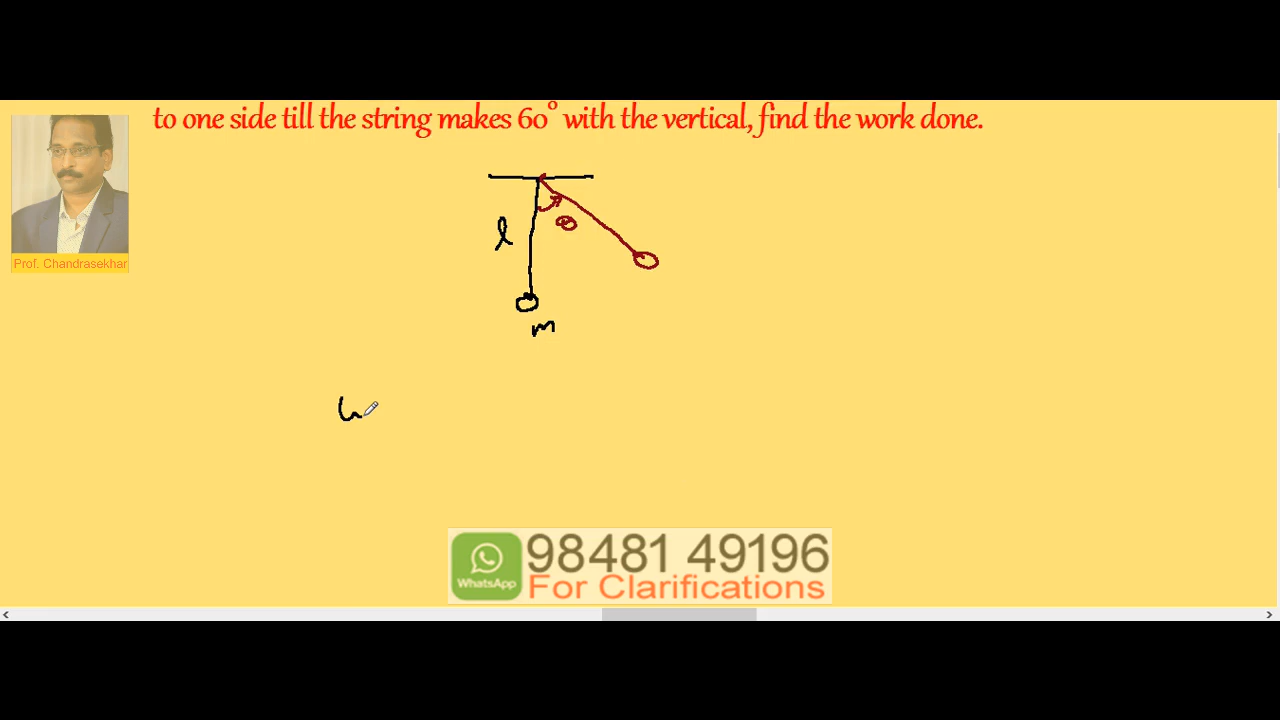 to one side till the string makes 60° with the vertical, find the work done.
l
θ
m
Prof. Chandrasekhar
WhatsApp
98481 49196
For Clarifications